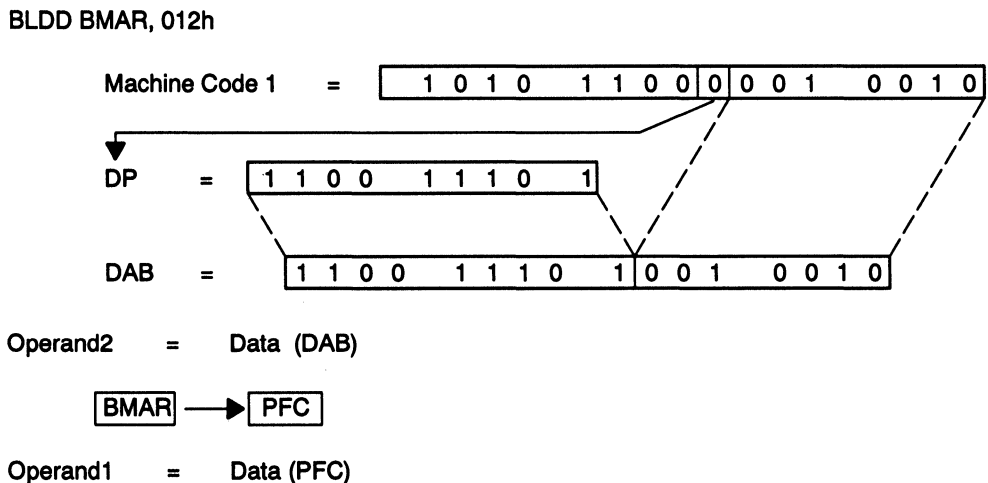 BLDD BMAR, 012h
Machine Code 1 = 1 0 1 0 1 1 0 0 0 0 0 1 0 0 1 0
DP = 1 1 0 0 1 1 1 0 1
DAB = 1 1 0 0 1 1 1 0 1 0 0 1 0 0 1 0
Operand2 = Data (DAB)
BMAR PFC
Operand1 = Data (PFC)